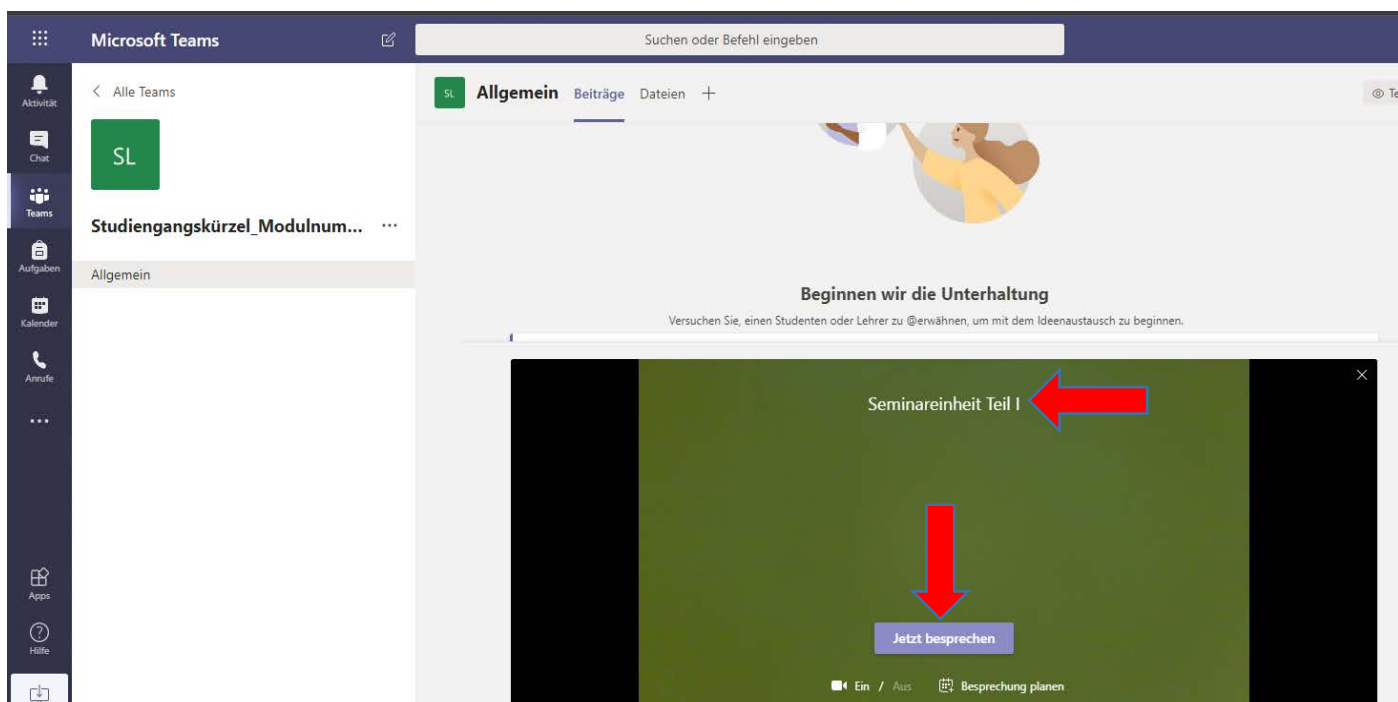 Microsoft Teams
Suchen oder Befehl eingeben
Aktivität
Chat
Teams
Aufgaben
Kalender
Anrufe
Apps
Hilfe
Alle Teams
SL
Studiengangskürzel_Modulnum...
Allgemein
SL
Allgemein Beiträge Dateien
Te
Beginnen wir die Unterhaltung
Versuchen Sie, einen Studenten oder Lehrer zu @erwähnen, um mit dem Ideenaustausch zu beginnen.
Seminareinheit Teil I
Jetzt besprechen
Ein / Aus Besprechung planen